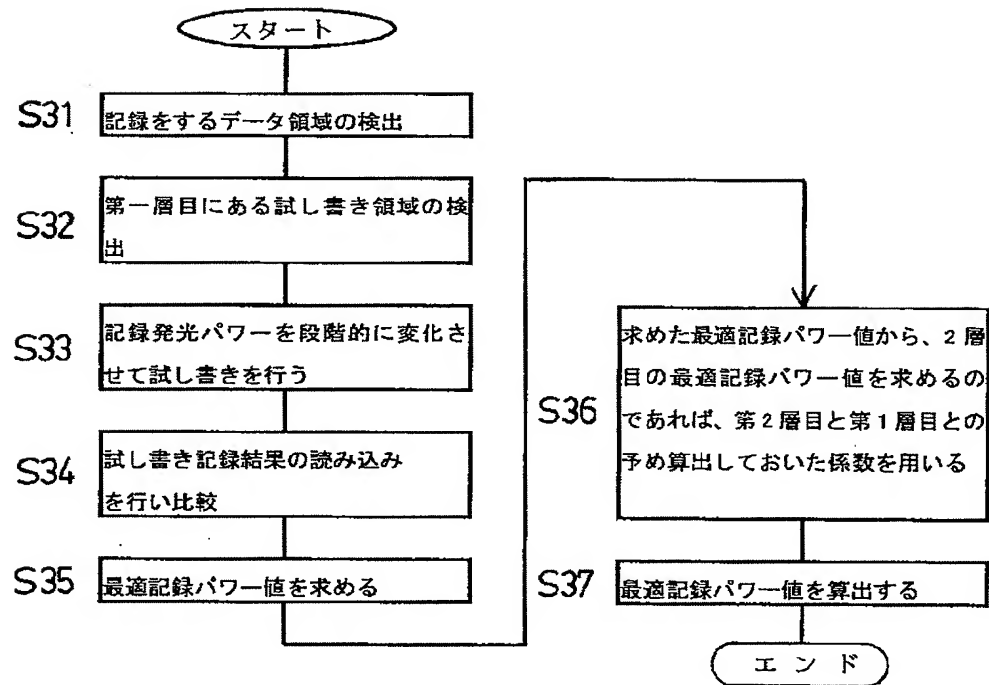 スタート
S31
記録をするデータ領域の検出
S32
第一層目にある試し書き領域の検
出
S33
記録発光パワーを段階的に変化さ
せて試し書きを行う
S34
試し書き記録結果の読み込み
を行い比較
S35
最適記録パワー値を求める
S36
求めた最適記録パワー値から、2層
目の最適記録パワー値を求めるの
であれば、第2層目と第1層目との
予め算出しておいた係数を用いる
S37
最適記録パワー値を算出する
エンド